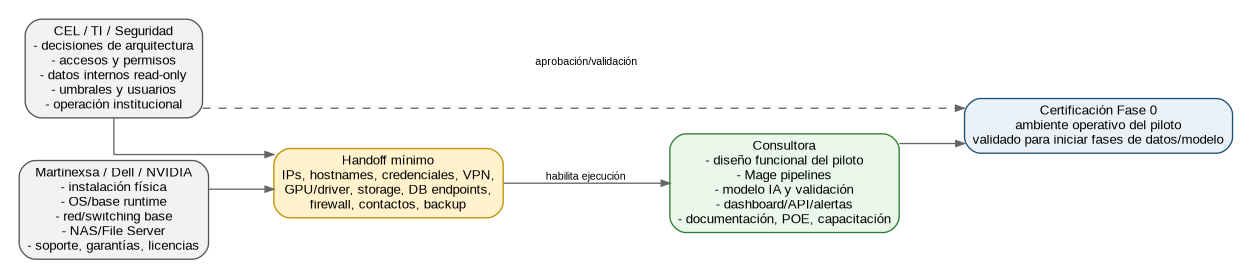 CEL / TI / Seguridad
- decisiones de arquitectura
- accesos y permisos
- datos internos read-only
- umbrales y usuarios
- operación institucional
Martinexsa / Dell / NVIDIA
- instalación física
- OS/base runtime
- red/switching base
- NAS/File Server
- soporte, garantías, licencias
Handoff mínimo
IPs, hostnames, credenciales, VPN,
GPU/driver, storage, DB endpoints,
firewall, contactos, backup
aprobación/validación
habilita ejecución
Consultora
- diseño funcional del piloto
- Mage pipelines
- modelo IA y validación
- dashboard/API/alertas
- documentación, POE, capacitación
Certificación Fase 0
ambiente operativo del piloto
validado para iniciar fases de datos/modelo